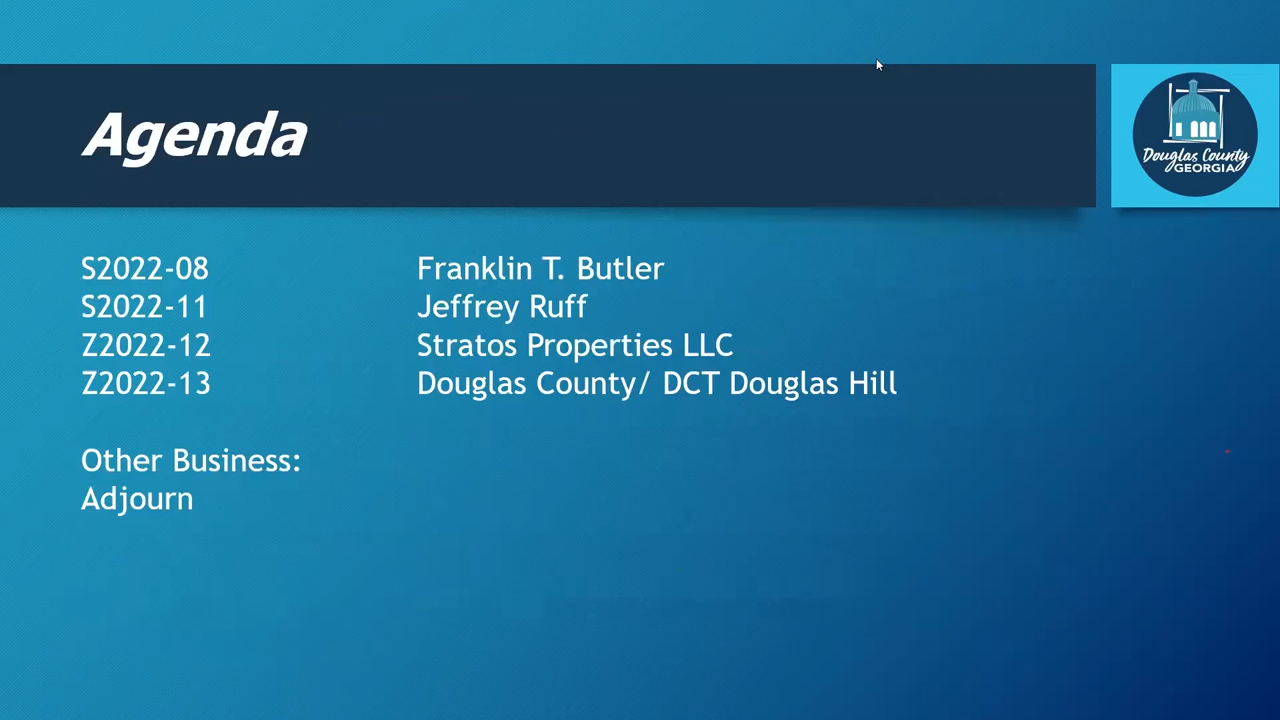 Agenda
Douglas County
GEORGIA
S2022-08 Franklin T. Butler
S2022-11 Jeffrey Ruff
Z2022-12 Stratos Properties LLC
Z2022-13 Douglas County/ DCT Douglas Hill
Other Business:
Adjourn